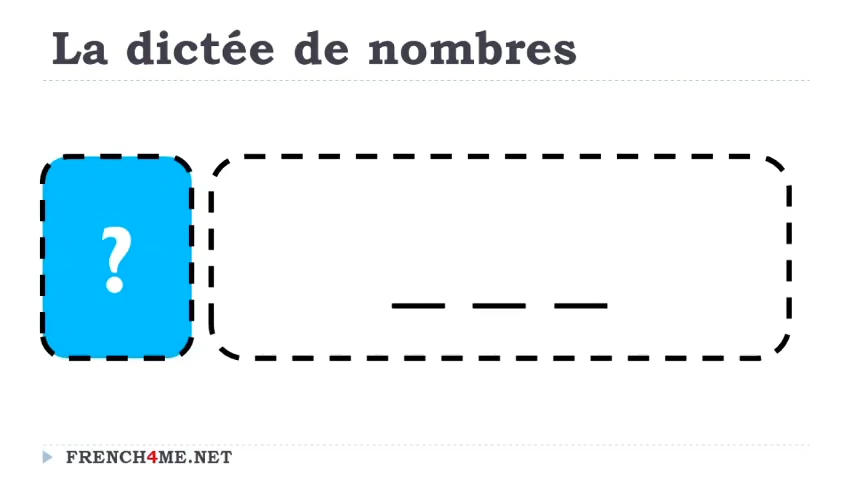 La dictée de nombres
?
_ _ _
FRENCH4ME.NET